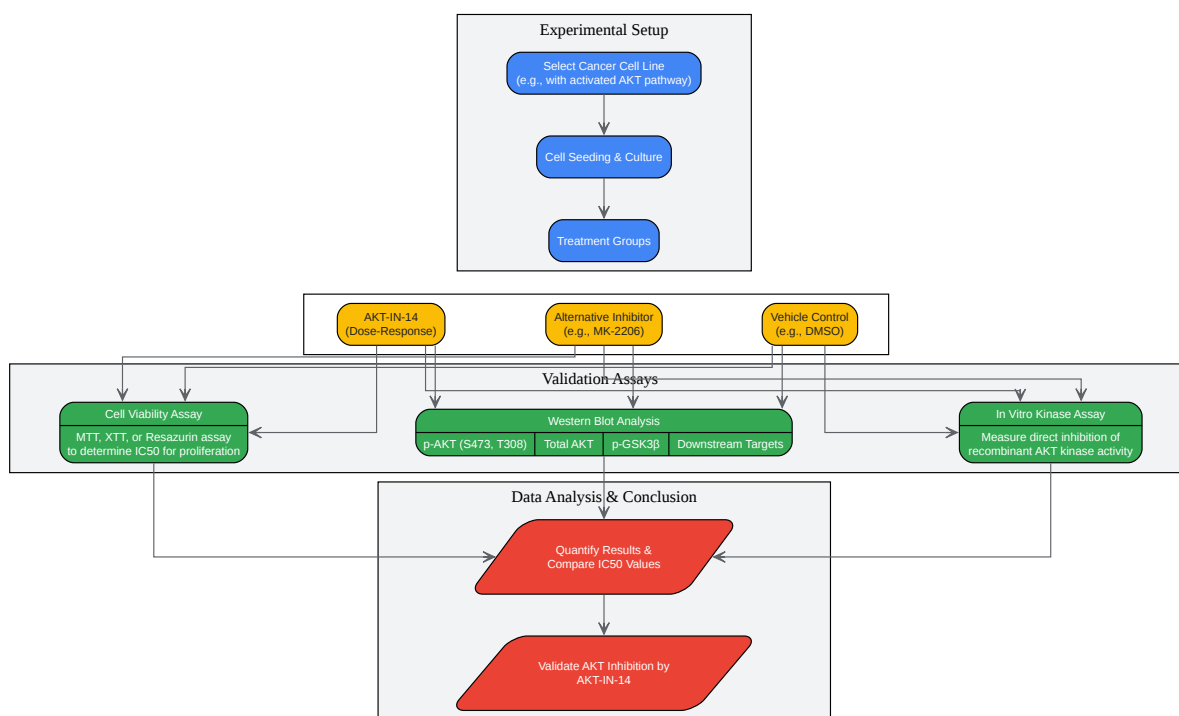 Experimental Setup
Select Cancer Cell Line
(e.g., with activated AKT pathway)
Cell Seeding & Culture
Treatment Groups
AKT-IN-14
(Dose-Response)
Alternative Inhibitor
(e.g., MK-2206)
Vehicle Control
(e.g., DMSO)
Validation Assays
Cell Viability Assay
MTT, XTT, or Resazurin assay
to determine IC50 for proliferation
Western Blot Analysis
p-AKT (S473, T308)
Total AKT
p-GSK3β
Downstream Targets
In Vitro Kinase Assay
Measure direct inhibition of
recombinant AKT kinase activity
Data Analysis & Conclusion
Quantify Results &
Compare IC50 Values
Validate AKT Inhibition by
AKT-IN-14